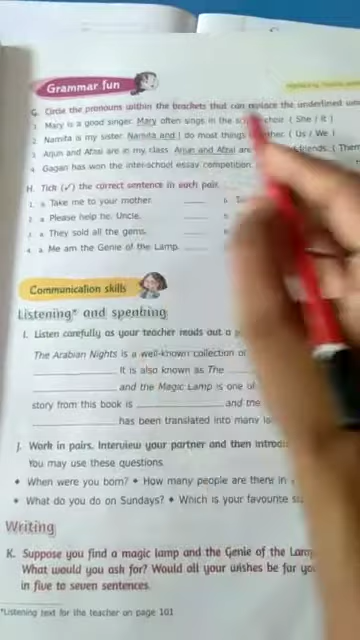 Grammar fun
G. Circle the pronouns within the brackets that can replace the underlined
1. Mary is a good singer. Mary often sings in the choir. ( She / It )
2. Namita is my sister. Namita and I do most things together. ( Us / We )
3. Arjun and Afzal are in my class. Arjun and Afzal are friends. ( Them
4. Gagan has won the inter-school essay competition.
H. Tick (✓) the correct sentence in each pair.
1. a. Take me to your mother. b.
2. a. Please help he, Uncle.
3. a. They sold all the gems.
4. a. Me am the Genie of the Lamp.
Communication skills
Listening* and speaking
I. Listen carefully as your teacher reads out a
The Arabian Nights is a well-known collection of
It is also known as The
and the Magic Lamp is one of
story from this book is and the
has been translated into many
J. Work in pairs. Interview your partner and then
You may use these questions.
• When were you born? • How many people are there in
• What do you do on Sundays? • Which is your favourite
Writing
K. Suppose you find a magic lamp and the Genie of the Lamp
What would you ask for? Would all your wishes be for
in five to seven sentences.
*Listening text for the teacher on page 101